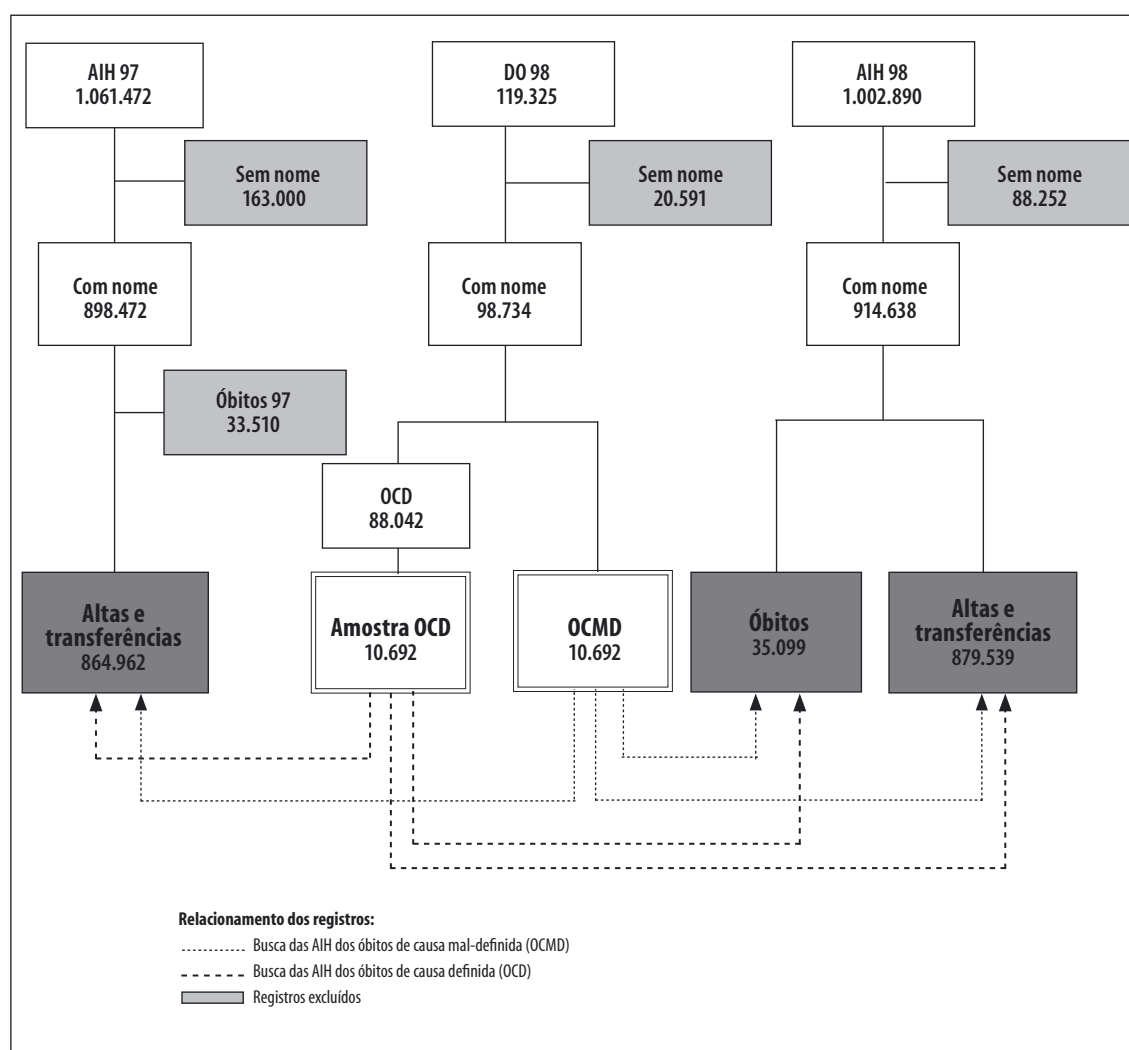 AIH 97
1.061.472
DO 98
119.325
AIH 98
1.002.890
Sem nome
163.000
Sem nome
20.591
Sem nome
88.252
Com nome
898.472
Com nome
98.734
Com nome
914.638
Óbitos 97
33.510
OCD
88.042
Altas e
transferências
864.962
Amostra OCD
10.692
OCMD
10.692
Óbitos
35.099
Altas e
transferências
879.539
Relacionamento dos registros:
Busca das AIH dos óbitos de causa mal-definida (OCMD)
Busca das AIH dos óbitos de causa definida (OCD)
Registros excluídos